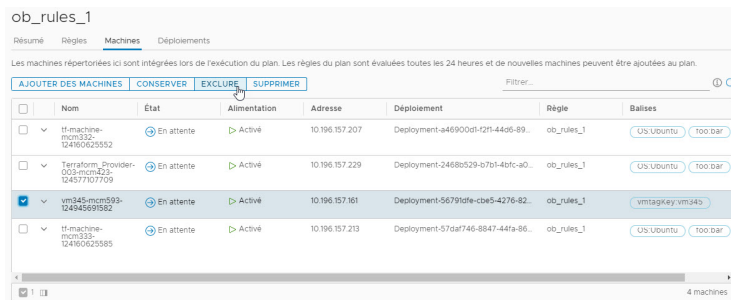 ob_rules_1
Résumé Règles Machines Déploiements
Les machines répertoriées ici sont intégrées lors de l'exécution du plan. Les règles du plan sont évaluées toutes les 24 heures et de nouvelles machines peuvent être ajoutées au plan.
AJOUTER DES MACHINES CONSERVER EXCLURE SUPPRIMER Filtrer...
Nom État Alimentation Adresse Déploiement Règle Balises
tf-machine-mcm332-124160625552 En attente Activé 10.196.157.207 Deployment-a46900d1-f2f1-44d6-89... ob_rules_1 OS:Ubuntu foo:bar
Terraform_Provider-003-mcm423-124577107709 En attente Activé 10.196.157.229 Deployment-2468b529-b7b1-4bfc-a0... ob_rules_1 OS:Ubuntu foo:bar
vm345-mcm593-124945691582 En attente Activé 10.196.157.161 Deployment-56791dfe-cbe5-4276-82... ob_rules_1 vmtagKey:vm345
tf-machine-mcm333-124160625585 En attente Activé 10.196.157.213 Deployment-57daf746-8847-44fa-86... ob_rules_1 OS:Ubuntu foo:bar
1 4 machines